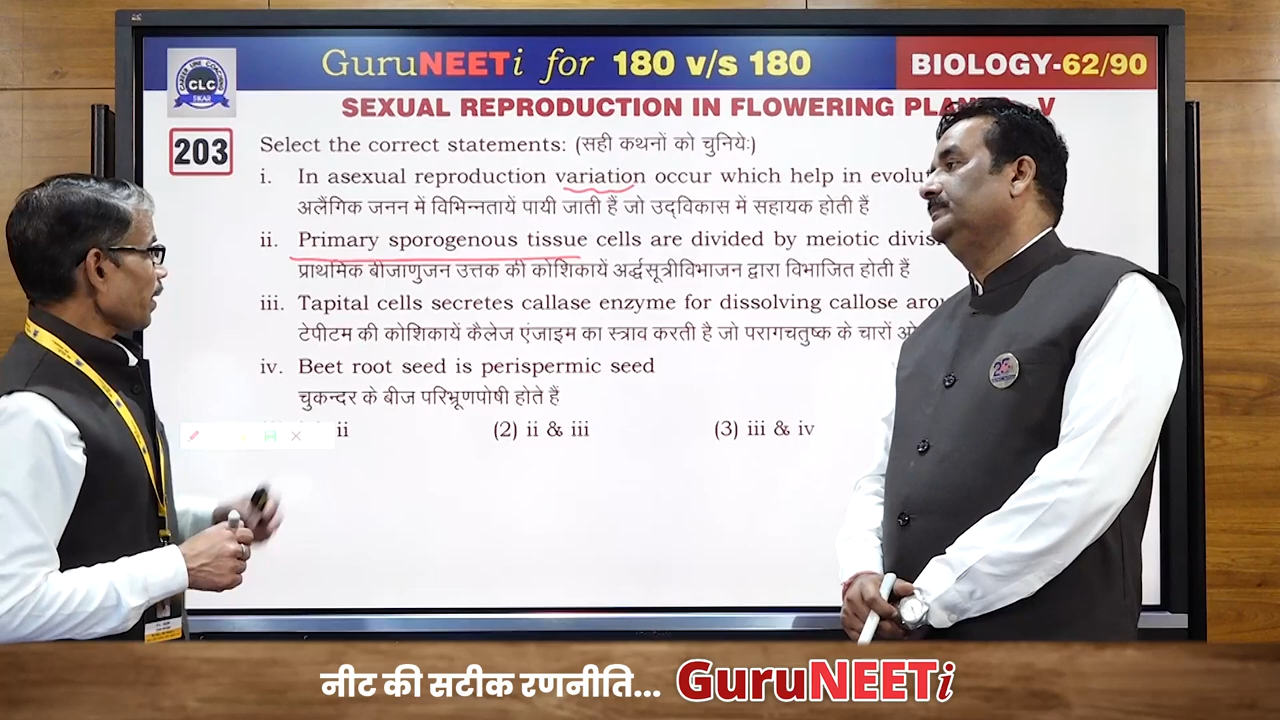 CAREER LINE COACHING
CLC
SIKAR
GuruNEETi for 180 v/s 180
BIOLOGY-62/90
SEXUAL REPRODUCTION IN FLOWERING V
203
Select the correct statements: (सही कथनों को चुनियेः)
i. In asexual reproduction variation occur which help in
अलैंगिक जनन में विभिन्नतायें पायी जाती हैं जो उद्विकास में सहायक होती हैं
ii. Primary sporogenous tissue cells are divided by meiotic
प्राथमिक बीजाणुजन उत्तक की कोशिकायें अर्द्धसूत्रीविभाजन द्वारा विभाजित होती हैं
iii. Tapital cells secretes callase enzyme for dissolving callose
टेपीटम की कोशिकायें कैलेज एंजाइम का स्त्राव करती है जो परागचतुष्क के चारों
iv. Beet root seed is perispermic seed
चुकन्दर के बीज परिभ्रूणपोषी होते हैं
ii (2) ii & iii (3) iii & iv
नीट की सटीक रणनीति... GuruNEETi